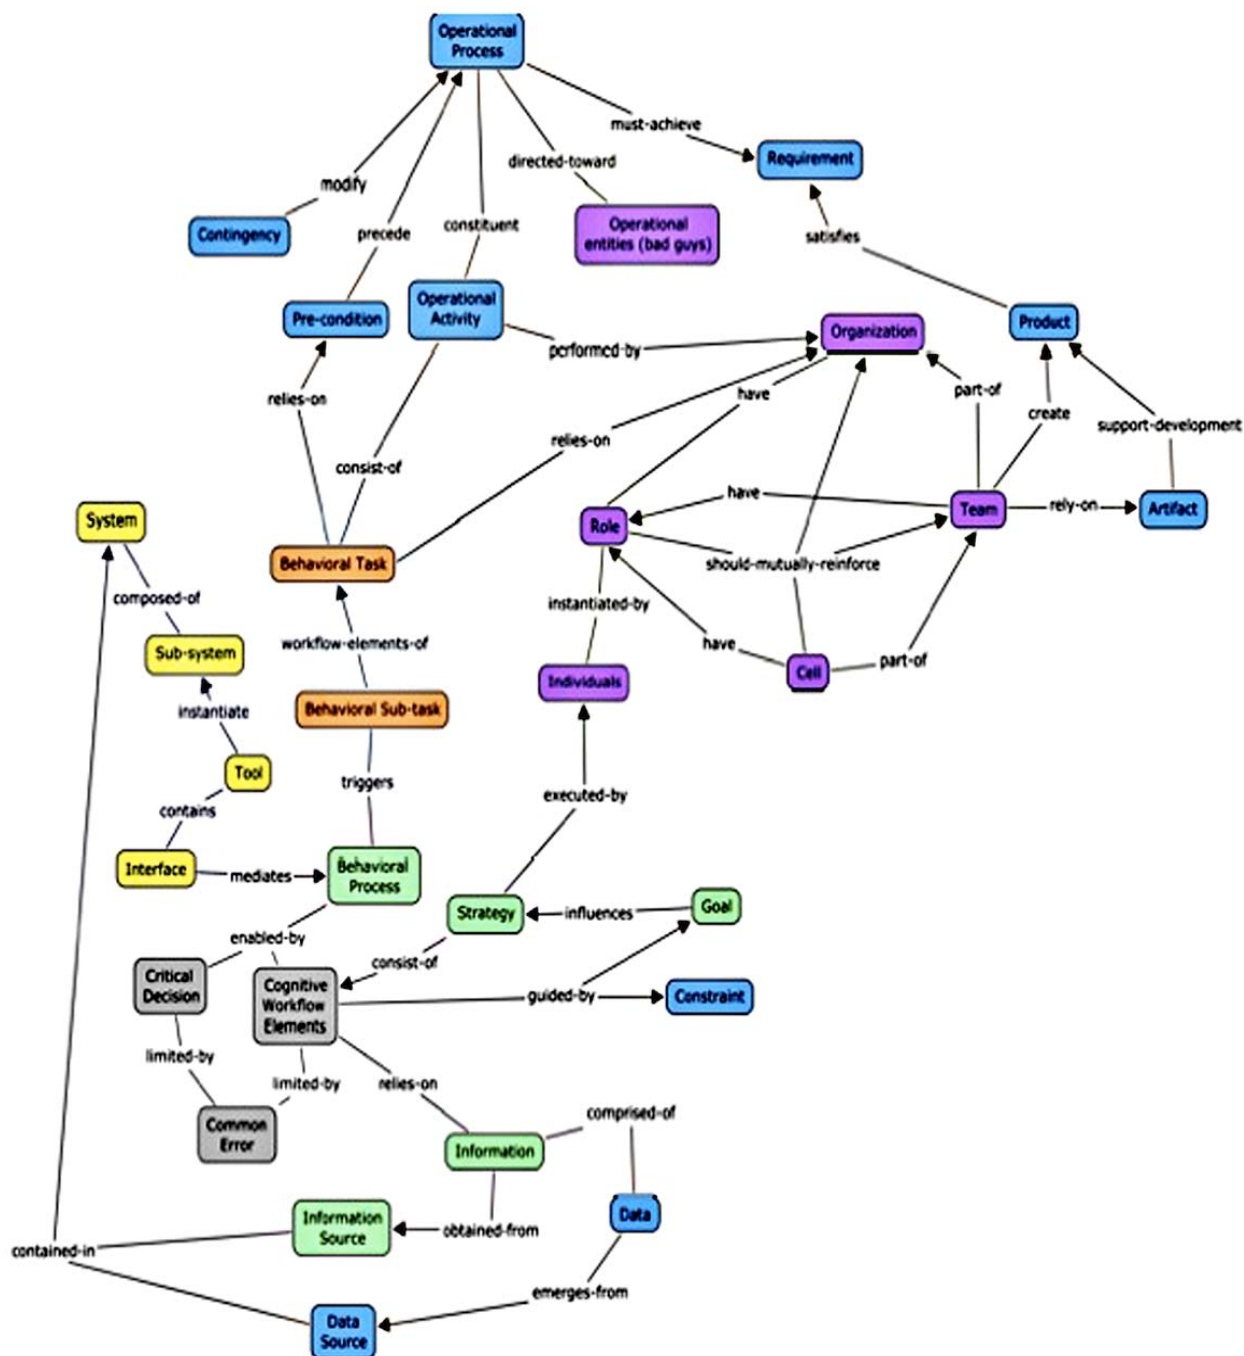 Operational
Process
must-achieve
Requirement
directed-toward
modify
Operational
entities (bad guys)
constituent
precede
Contingency
satisfies
Operational
Activity
Pre-condition
Organization
Product
performed-by
have
part-of
relies-on
create
support-development
relies-on
consist-of
have
rely-on
Team
Artifact
System
Role
Behavioral Task
should-mutually-reinforce
composed-of
instantiated-by
workflow-elements-of
have
part-of
Sub-system
Cell
Individuals
Behavioral Sub-task
instantiate
Tool
triggers
executed-by
contains
Interface
mediates
Behavioral
Process
Strategy
influences
Goal
enabled-by
consist-of
Critical
Decision
Cognitive
Workflow
Elements
guided-by
Constraint
limited-by
limited-by
relies-on
comprised-of
Common
Error
Information
Information
Source
obtained-from
Data
contained-in
emerges-from
Data
Source